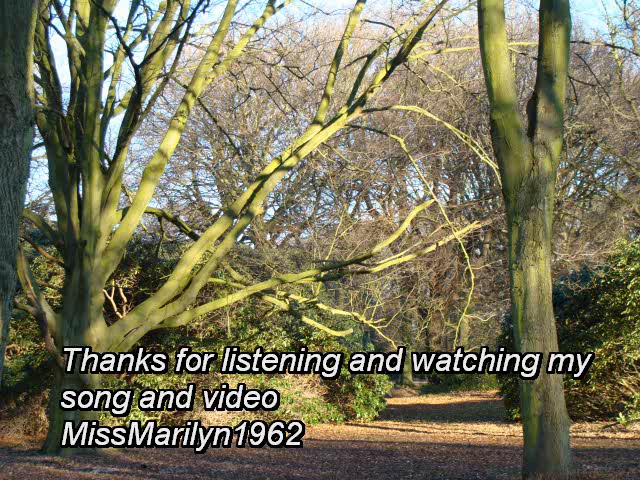 Thanks for listening and watching my
song and video
MissMarilyn1962